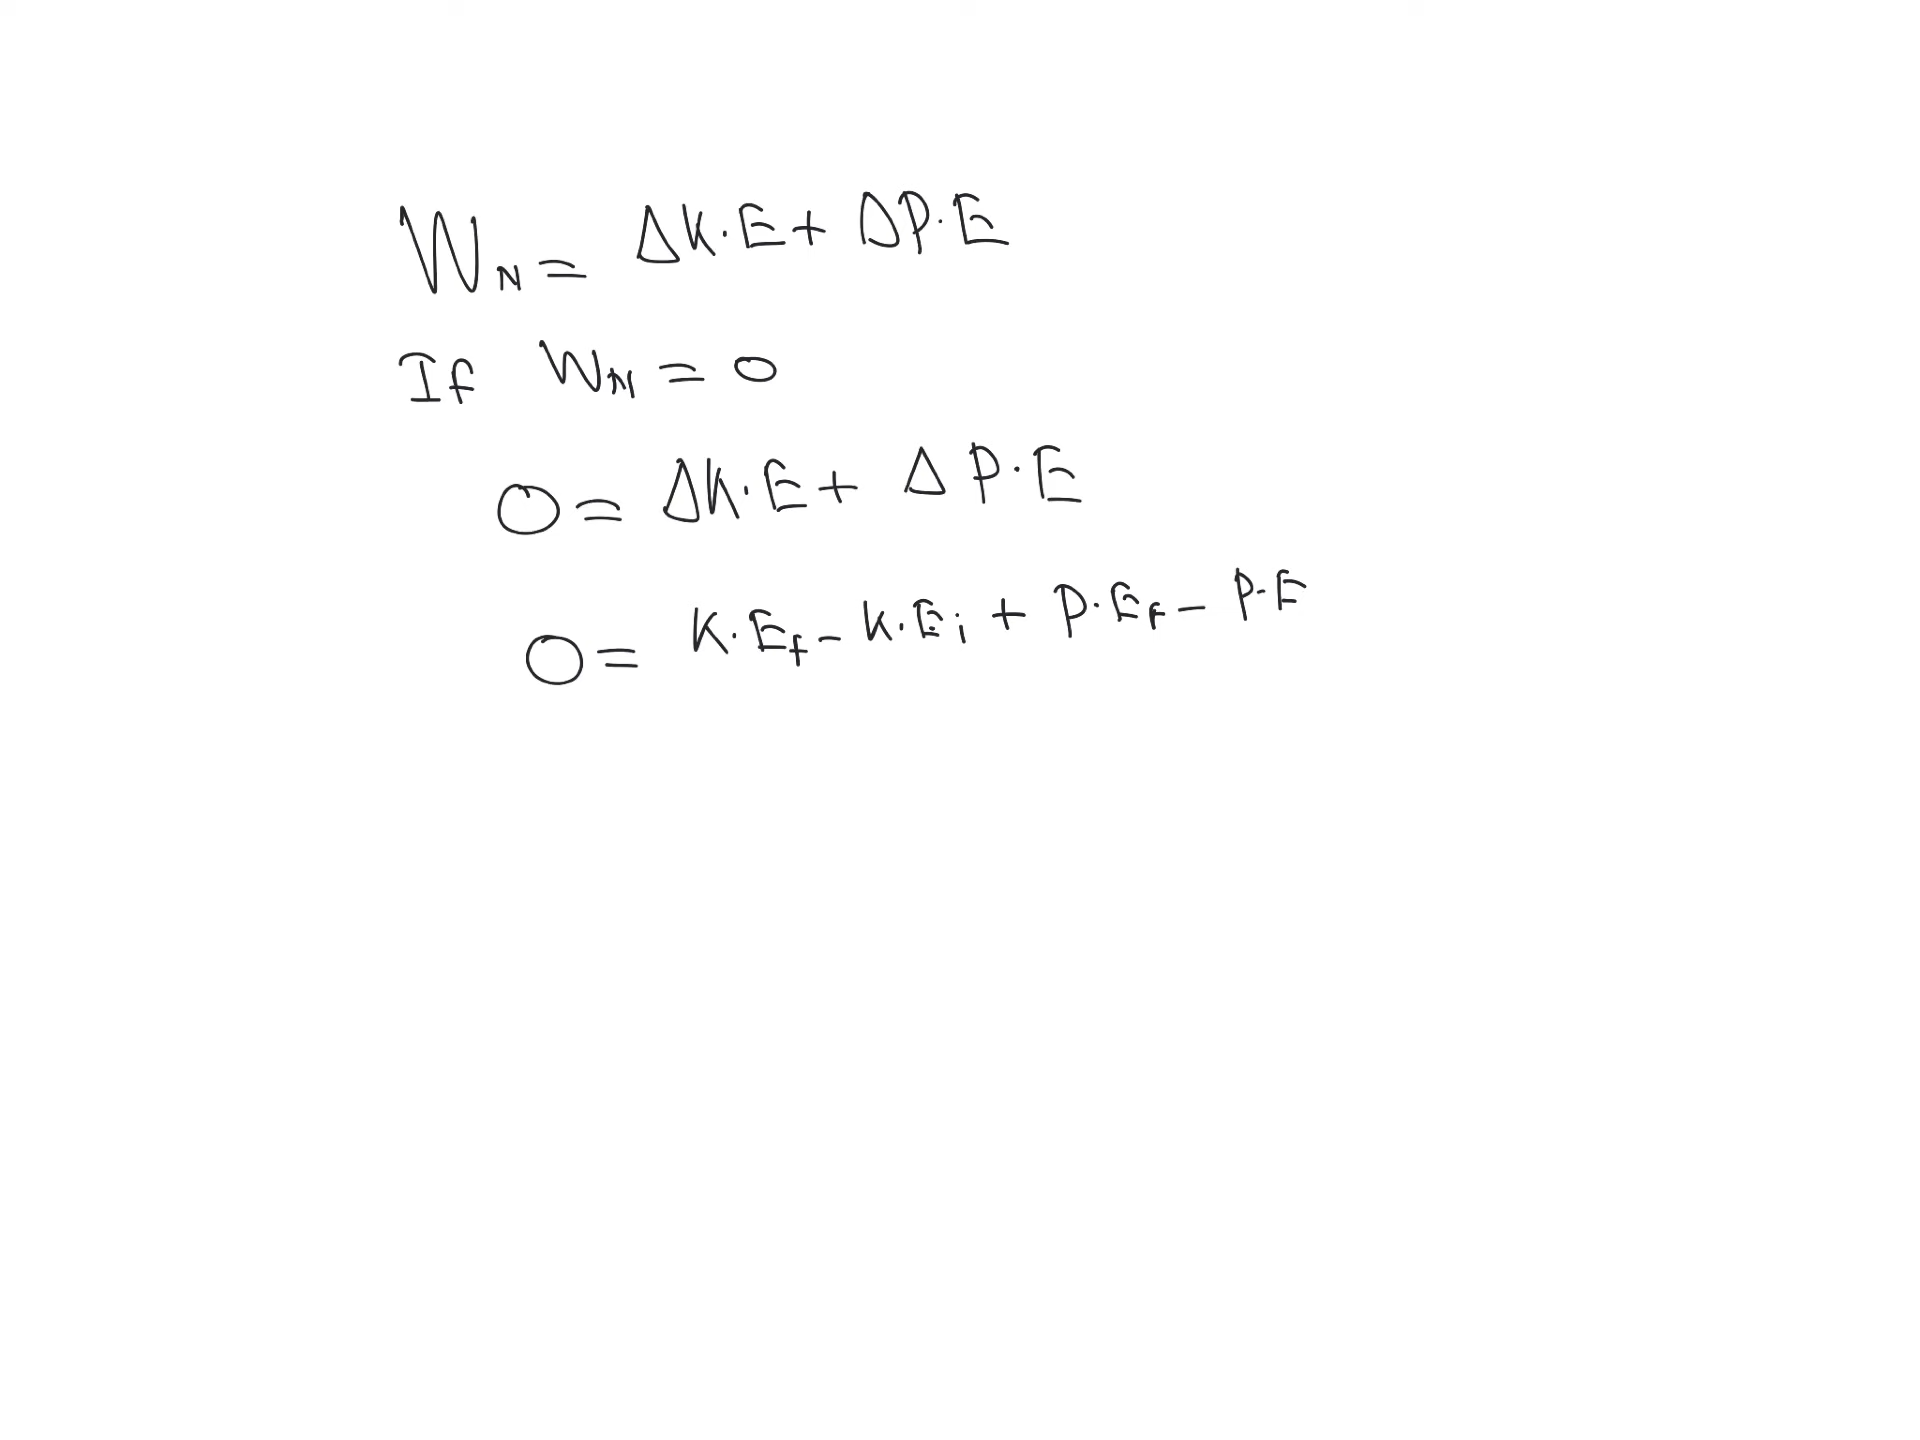 W_N = ΔK·E + ΔP·E
If W_N = 0
0 = ΔK·E + ΔP·E
0 = K·E_f - K·E_i + P·E_f - P·E